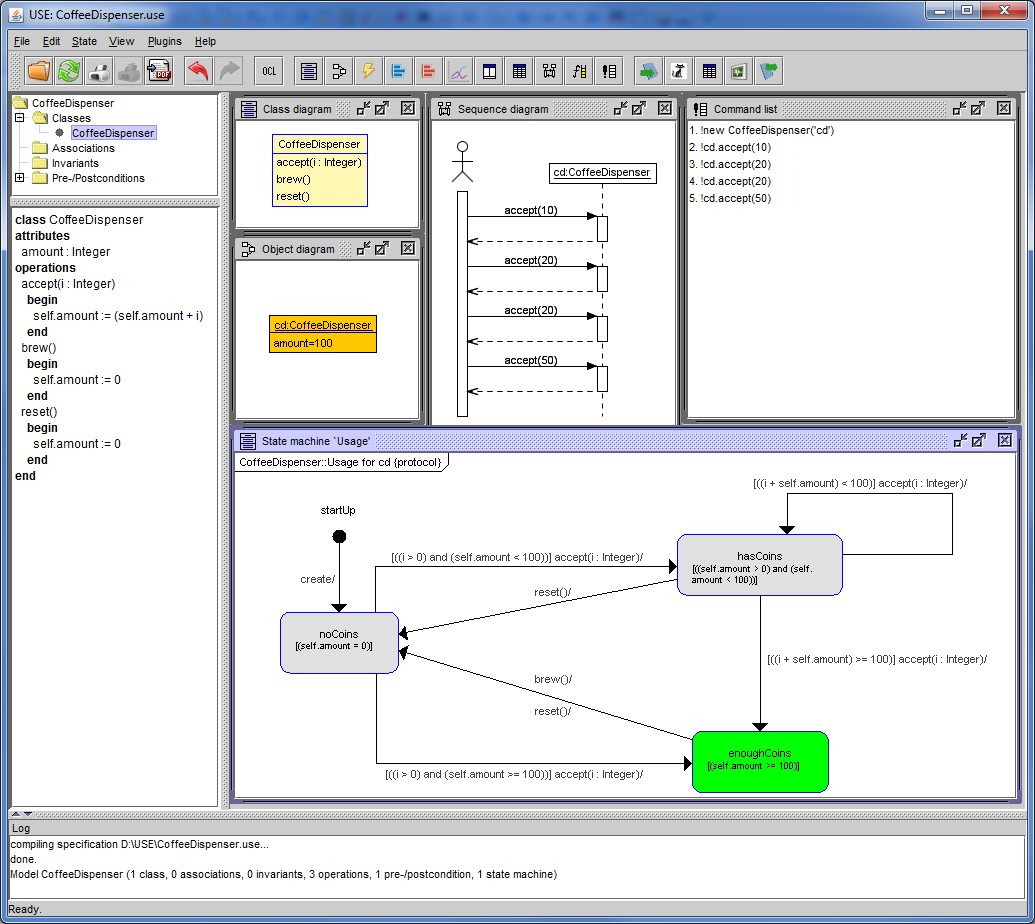 USE: CoffeeDispenser.use
File Edit State View Plugins Help
PDF
OCL
CoffeeDispenser
Classes
CoffeeDispenser
Associations
Invariants
Pre-/Postconditions
class CoffeeDispenser
attributes
amount : Integer
operations
accept(i : Integer)
begin
self.amount := (self.amount + i)
end
brew()
begin
self.amount := 0
end
reset()
begin
self.amount := 0
end
end
Class diagram
CoffeeDispenser
accept(i : Integer)
brew()
reset()
Object diagram
cd:CoffeeDispenser
amount=100
Sequence diagram
cd:CoffeeDispenser
accept(10)
accept(20)
accept(20)
accept(50)
Command list
1. !new CoffeeDispenser('cd')
2. !cd.accept(10)
3. !cd.accept(20)
4. !cd.accept(20)
5. !cd.accept(50)
State machine `Usage'
CoffeeDispenser::Usage for cd {protocol}
[((i + self.amount) < 100)] accept(i : Integer)/
startUp
create/
[((i > 0) and (self.amount < 100))] accept(i : Integer)/
hasCoins
[((self.amount > 0) and (self.
amount < 100))]
reset()/
noCoins
[(self.amount = 0)]
[((i + self.amount) >= 100)] accept(i : Integer)/
brew()/
reset()/
enoughCoins
[(self.amount >= 100)]
[((i > 0) and (self.amount >= 100))] accept(i : Integer)/
Log
compiling specification D:\USE\CoffeeDispenser.use...
done.
Model CoffeeDispenser (1 class, 0 associations, 0 invariants, 3 operations, 1 pre-/postcondition, 1 state machine)
Ready.